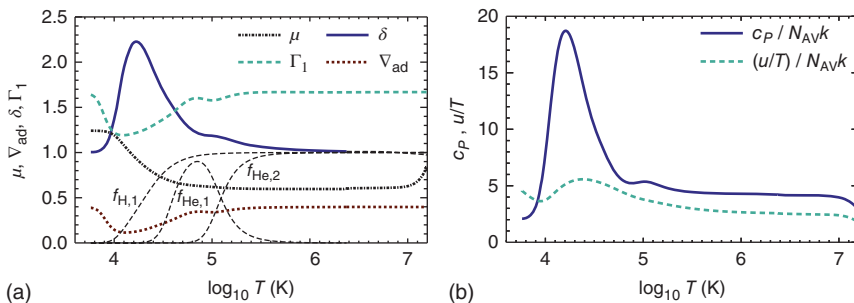 2.5
2.0
1.5
1.0
0.5
0.0
μ, ∇ad, δ, Γ1
μ
δ
Γ1
∇ad
fH,1
fHe,1
fHe,2
4
5
6
7
log10 T (K)
(a)
20
15
10
5
0
cP , u/T
cP / NAVk
(u/T) / NAVk
4
5
6
7
log10 T (K)
(b)